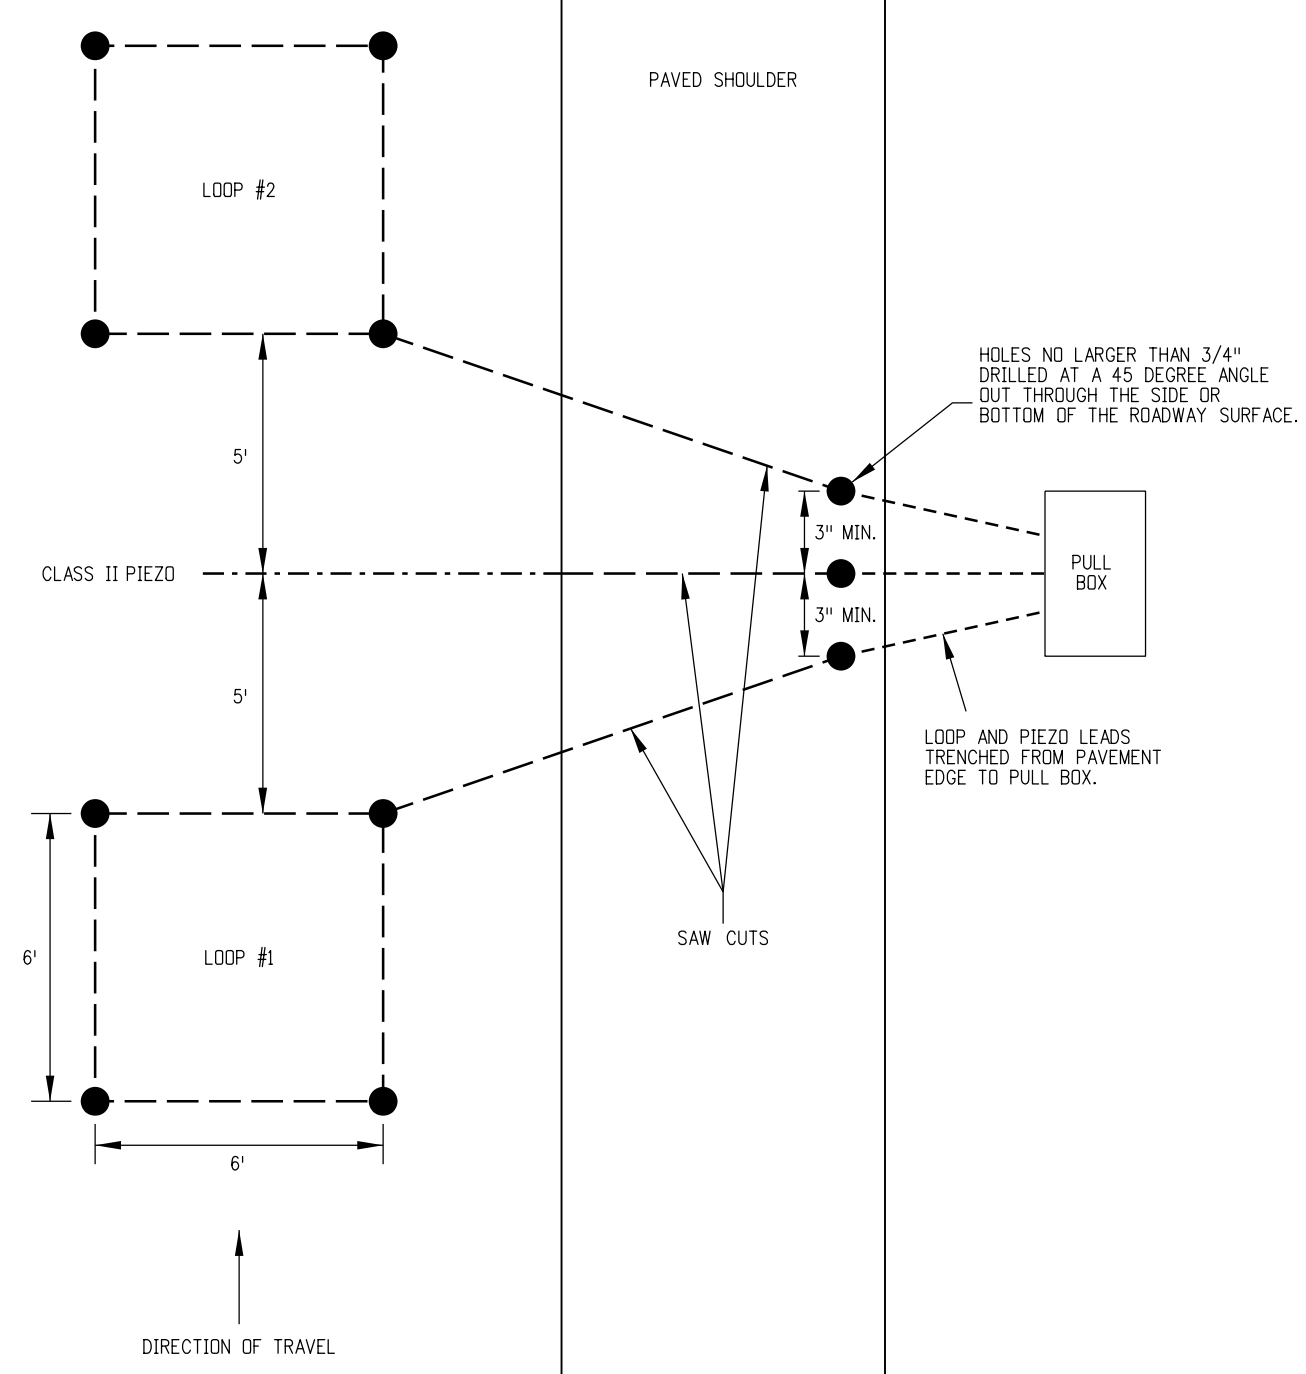 PAVED SHOULDER
LOOP #2
HOLES NO LARGER THAN 3/4"
DRILLED AT A 45 DEGREE ANGLE
OUT THROUGH THE SIDE OR
BOTTOM OF THE ROADWAY SURFACE.
5'
3" MIN.
CLASS II PIEZO
PULL
BOX
3" MIN.
5'
LOOP AND PIEZO LEADS
TRENCHED FROM PAVEMENT
EDGE TO PULL BOX.
SAW CUTS
6'
LOOP #1
6'
DIRECTION OF TRAVEL